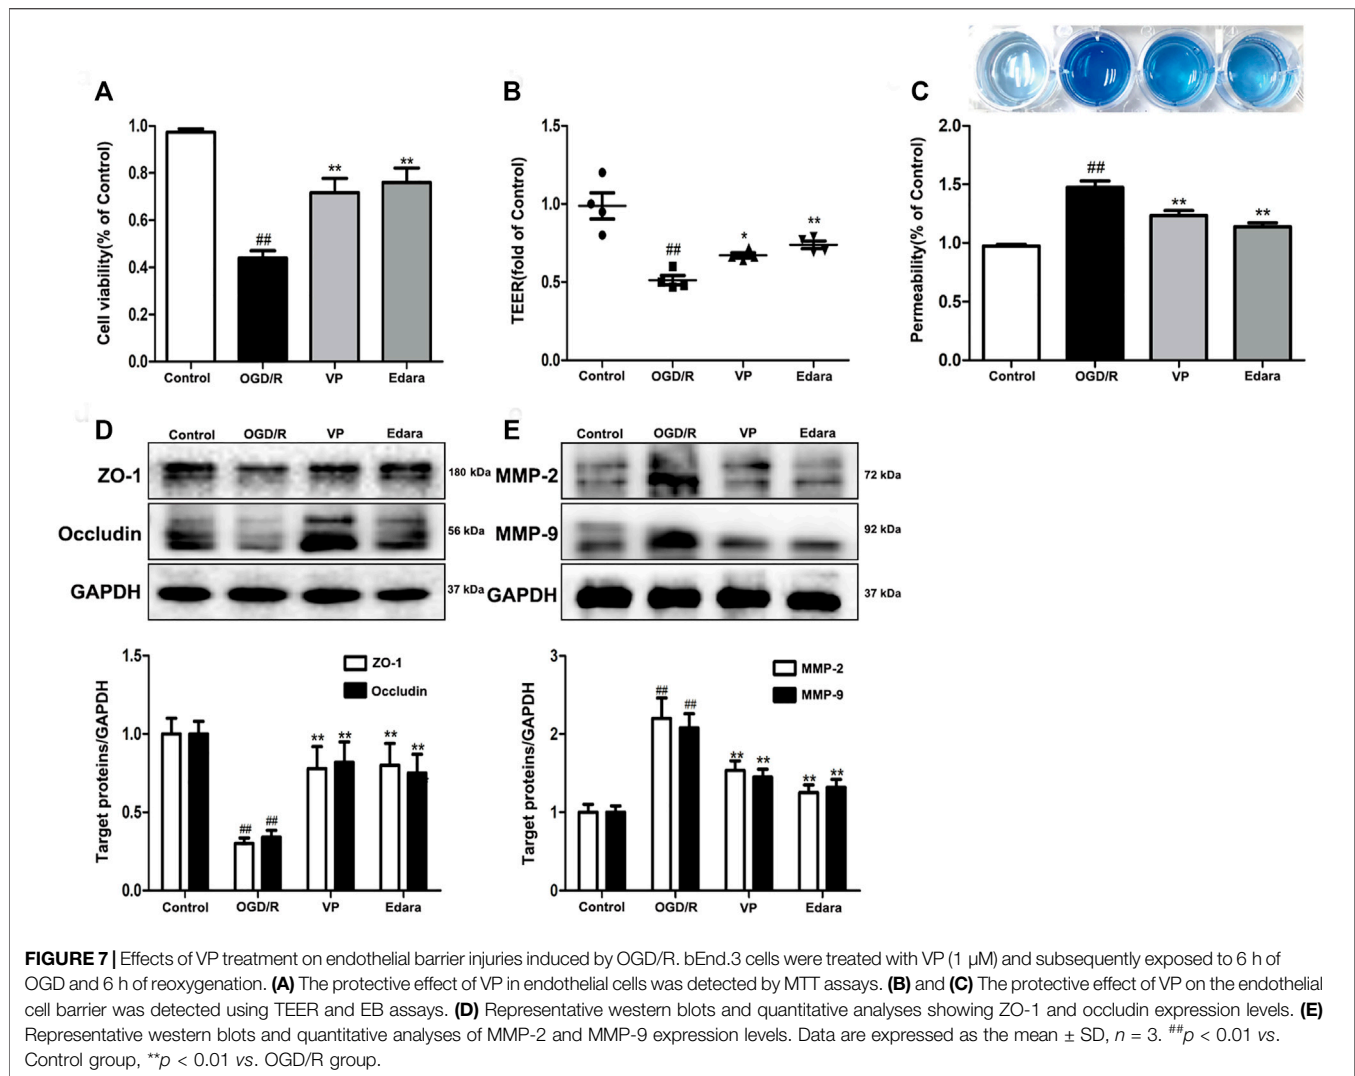 A
Cell viability(% of Control)
1.0
0.8
0.6
0.4
0.2
0.0
##
**
**
Control OGD/R VP Edara
B
TEER(fold of Control)
1.5
1.0
0.5
0.0
##
*
**
Control OGD/R VP Edara
C
Permeability(% of Control)
2.0
1.5
1.0
0.5
0.0
##
**
**
Control OGD/R VP Edara
D
Control OGD/R VP Edara
ZO-1 180 kDa
Occludin 56 kDa
GAPDH 37 kDa
Target proteins/GAPDH
1.5
1.0
0.5
0.0
ZO-1
Occludin
## ##
** **
** **
Control OGD/R VP Edara
E
Control OGD/R VP Edara
MMP-2 72 kDa
MMP-9 92 kDa
GAPDH 37 kDa
Target proteins/GAPDH
3
2
1
0
MMP-2
MMP-9
## ##
** **
** **
Control OGD/R VP Edara
FIGURE 7 | Effects of VP treatment on endothelial barrier injuries induced by OGD/R. bEnd.3 cells were treated with VP (1 µM) and subsequently exposed to 6 h of
OGD and 6 h of reoxygenation. (A) The protective effect of VP in endothelial cells was detected by MTT assays. (B) and (C) The protective effect of VP on the endothelial
cell barrier was detected using TEER and EB assays. (D) Representative western blots and quantitative analyses showing ZO-1 and occludin expression levels. (E)
Representative western blots and quantitative analyses of MMP-2 and MMP-9 expression levels. Data are expressed as the mean ± SD, n = 3. ##p < 0.01 vs.
Control group, **p < 0.01 vs. OGD/R group.